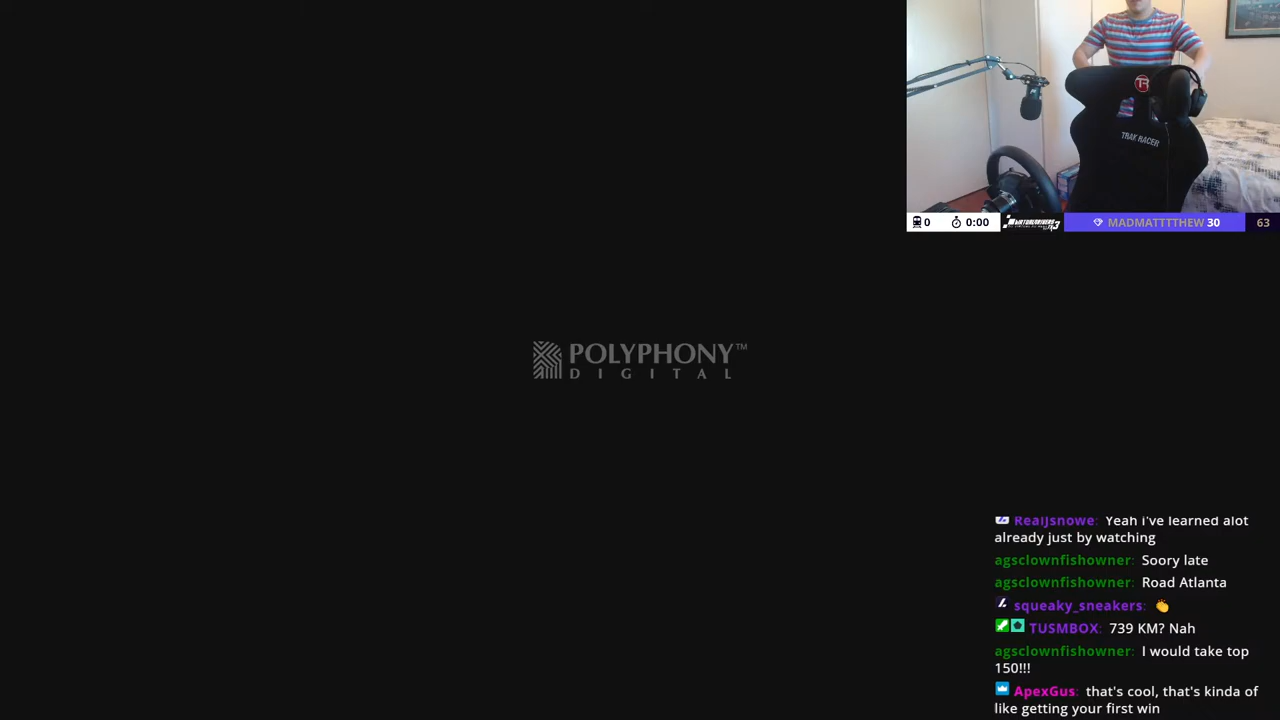 TR
TRAK RACER
0
0:00
MADMATTTTHEW 30
63
POLYPHONY™
DIGITAL
RealJsnowe: Yeah i've learned alot
already just by watching
agsclownfishowner: Soory late
agsclownfishowner: Road Atlanta
squeaky_sneakers: 👏
TUSMBOX: 739 KM? Nah
agsclownfishowner: I would take top
150!!!
ApexGus: that's cool, that's kinda of
like getting your first win